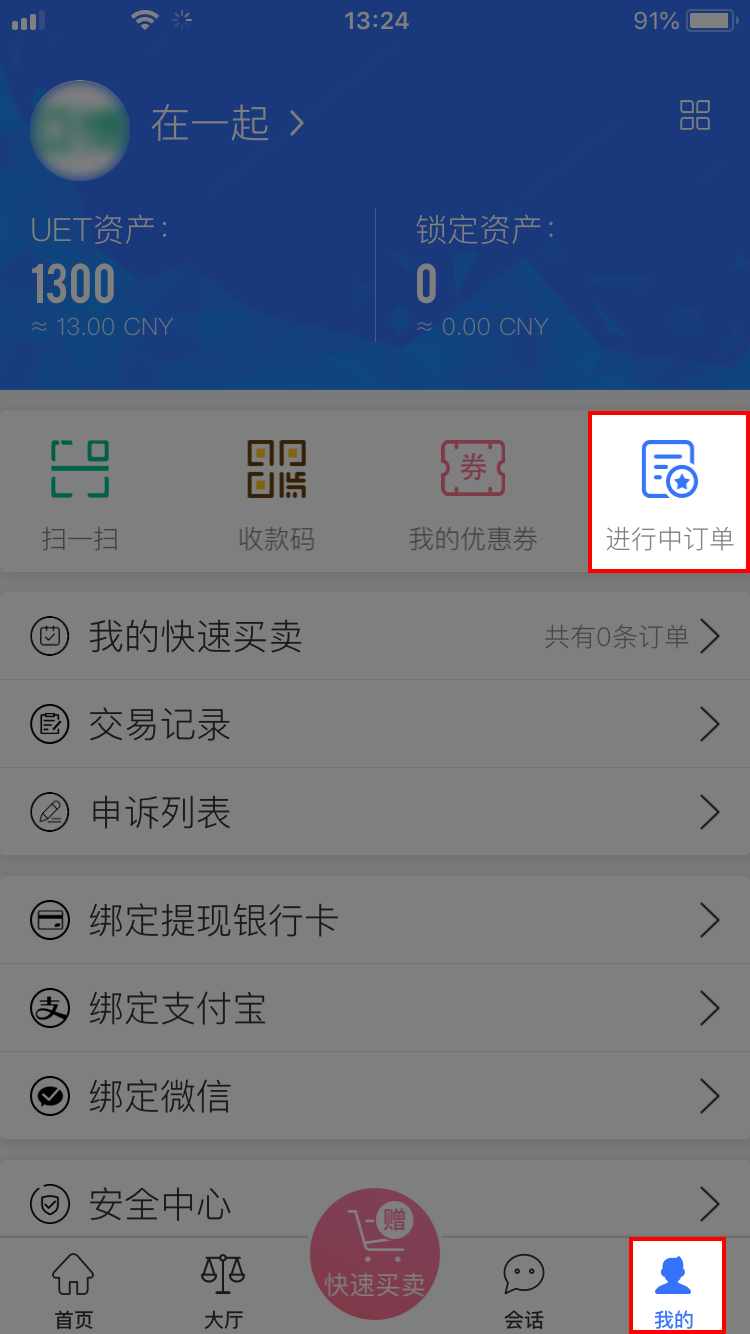 13:24
91%
在一起
UET资产:
锁定资产:
1300
0
≈ 13.00 CNY
≈ 0.00 CNY
券
扫一扫
收款码
我的优惠券
进行中订单
我的快速买卖
共有0条订单
交易记录
申诉列表
绑定提现银行卡
支
绑定支付宝
绑定微信
安全中心
赠
快速买卖
首页
大厅
会话
我的